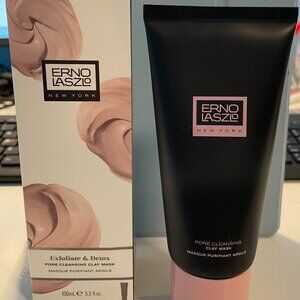 ERNO
LASZLO
NEW YORK
Exfoliate & Detox
PORE CLEANSING CLAY MASK
MASQUE PURIFIANT ARGILE
100mL ℮ 3.3 fl.oz.
ERNO
LASZLO
NEW YORK
PORE CLEANSING
CLAY MASK
MASQUE PURIFIANT ARGILE